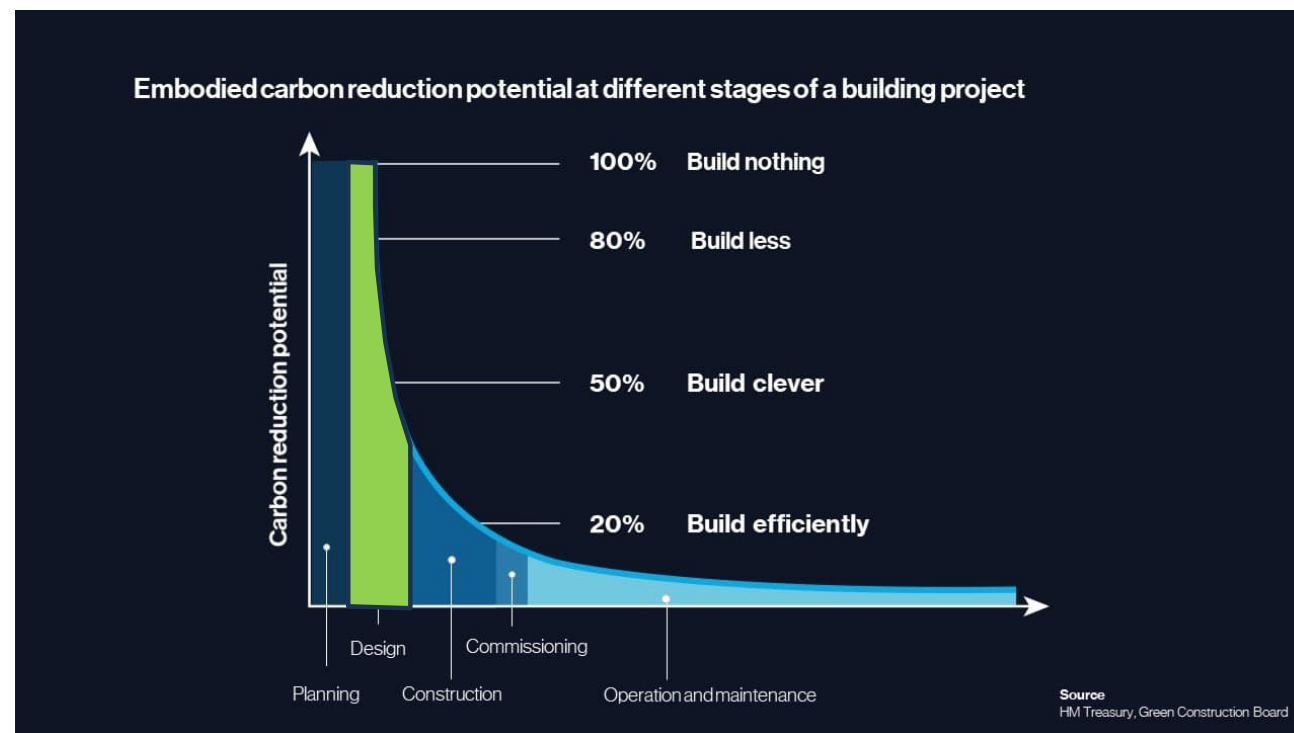 Embodied carbon reduction potential at different stages of a building project
100% Build nothing
80% Build less
50% Build clever
20% Build efficiently
Carbon reduction potential
Design
Commissioning
Planning
Construction
Operation and maintenance
Source
HM Treasury, Green Construction Board